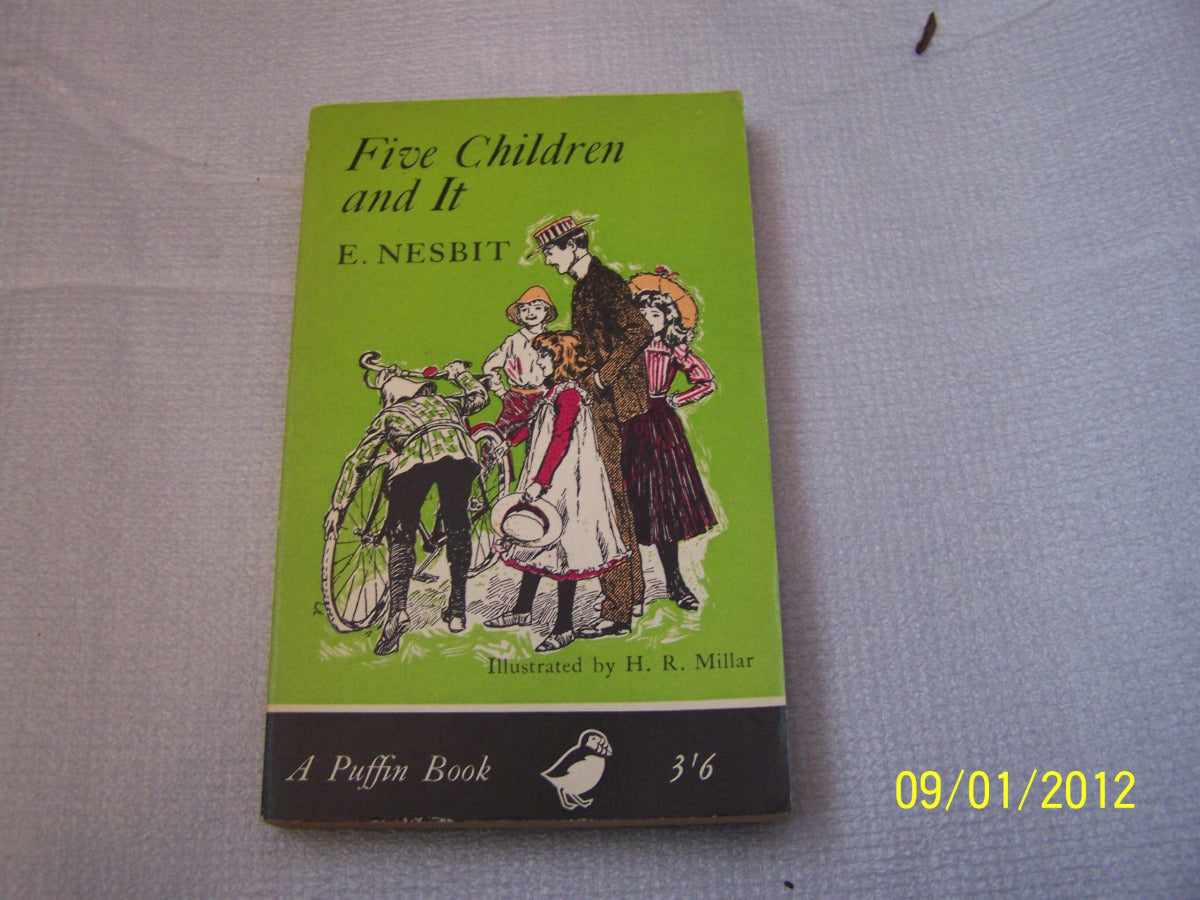 Five Children
and It
E. NESBIT
Illustrated by H. R. Millar
A Puffin Book
3'6
09/01/2012